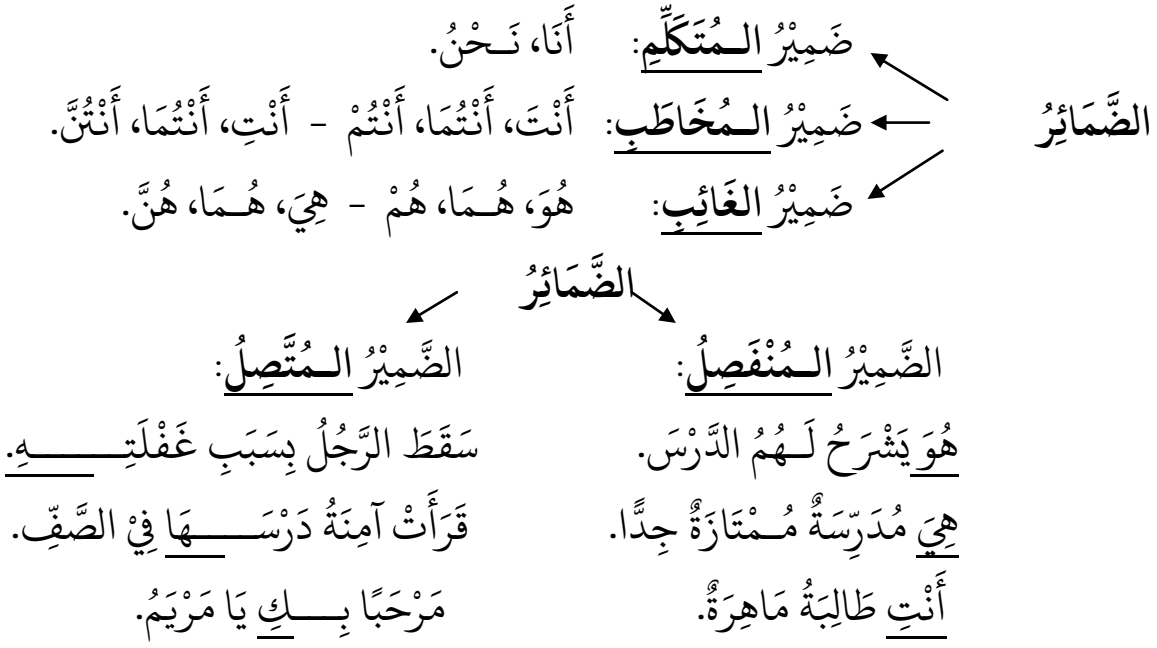 ضَمِيْرُ الـمُتَكَلِّمِ: أَنَا، نَـحْنُ.
الضَّمَائِرُ ضَمِيْرُ الـمُخَاطَبِ: أَنْتَ، أَنْتُمَا، أَنْتُمْ - أَنْتِ، أَنْتُمَا، أَنْتُنَّ.
ضَمِيْرُ الغَائِبِ: هُوَ، هُـمَا، هُمْ - هِيَ، هُـمَا، هُنَّ.
الضَّمَائِرُ
الضَّمِيْرُ الـمُنْفَصِلُ: الضَّمِيْرُ الـمُتَّصِلُ:
هُوَ يَشْرَحُ لَـهُمُ الدَّرْسَ. سَقَطَ الرَّجُلُ بِسَبَبِ غَفْلَتِـــــــهِ.
هِيَ مُدَرِّسَةٌ مُـمْتَازَةٌ جِدًّا. قَرَأَتْ آمِنَةُ دَرْسَـــــهَا فِيْ الصَّفِّ.
أَنْتِ طَالِبَةُ مَاهِرَةٌ. مَرْحَبًا بِـــــكِ يَا مَرْيَمُ.